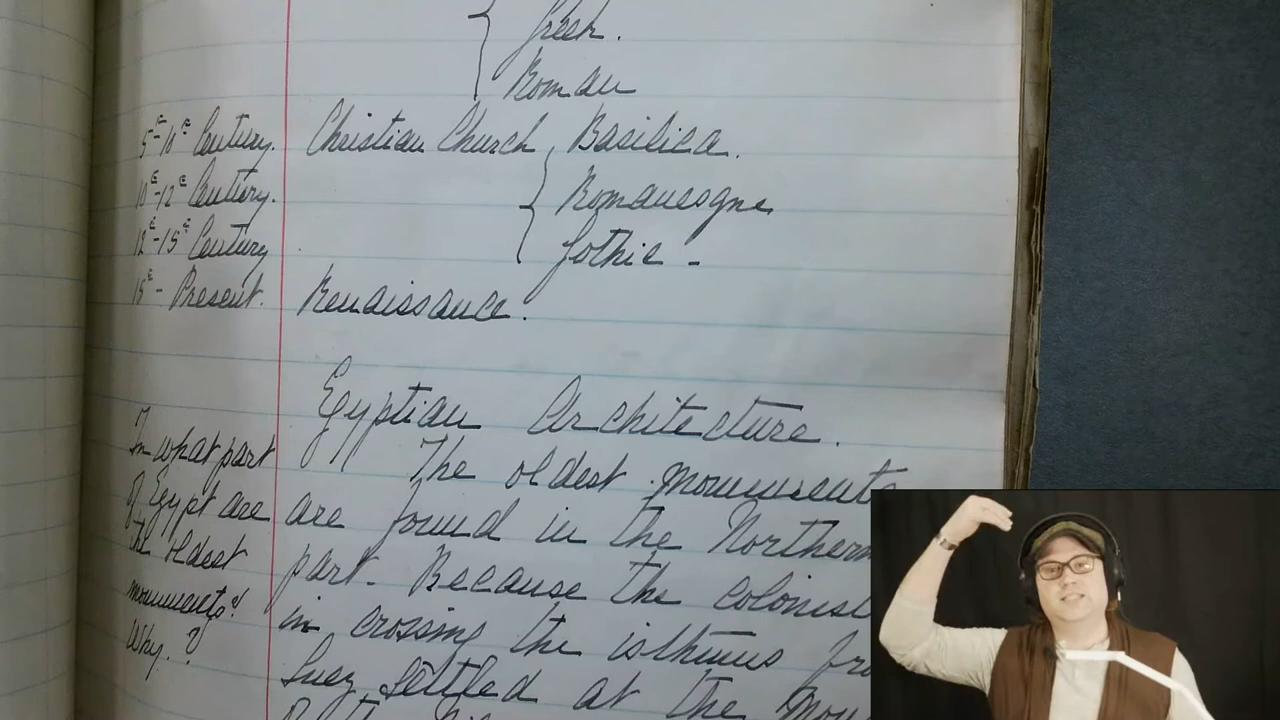 Greek.
Roman
5th-10th Century. Christian Church, Basilica.
10th-12th Century. Romanesque
12th-15th Century Gothic -
15th - Present. Renaissance.
Egyptian Architecture.
In what part The oldest monuments
of Egypt are are found in the Northern
the oldest part. Because the colonist
monuments? in crossing the isthmus
Why.? Suez, settled at the